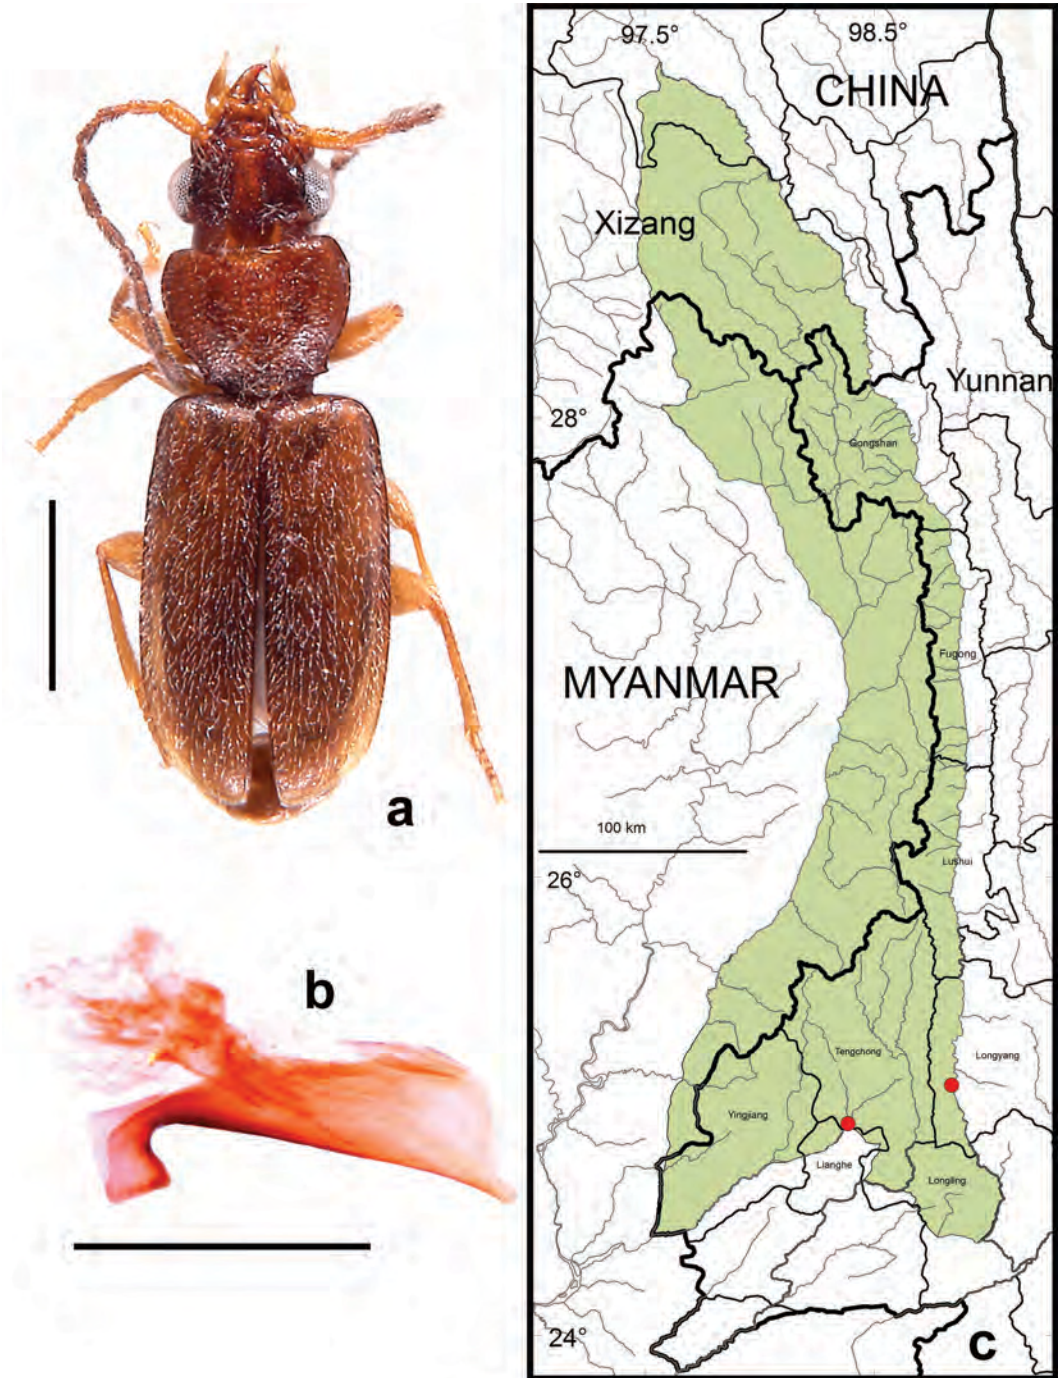 a
b
97.5°
98.5°
CHINA
Xizang
Yunnan
28°
Gongshan
MYANMAR
Fugong
100 km
26°
Lushui
Tengchong
Longyang
Yingjiang
Lianghe
Longling
24°
c